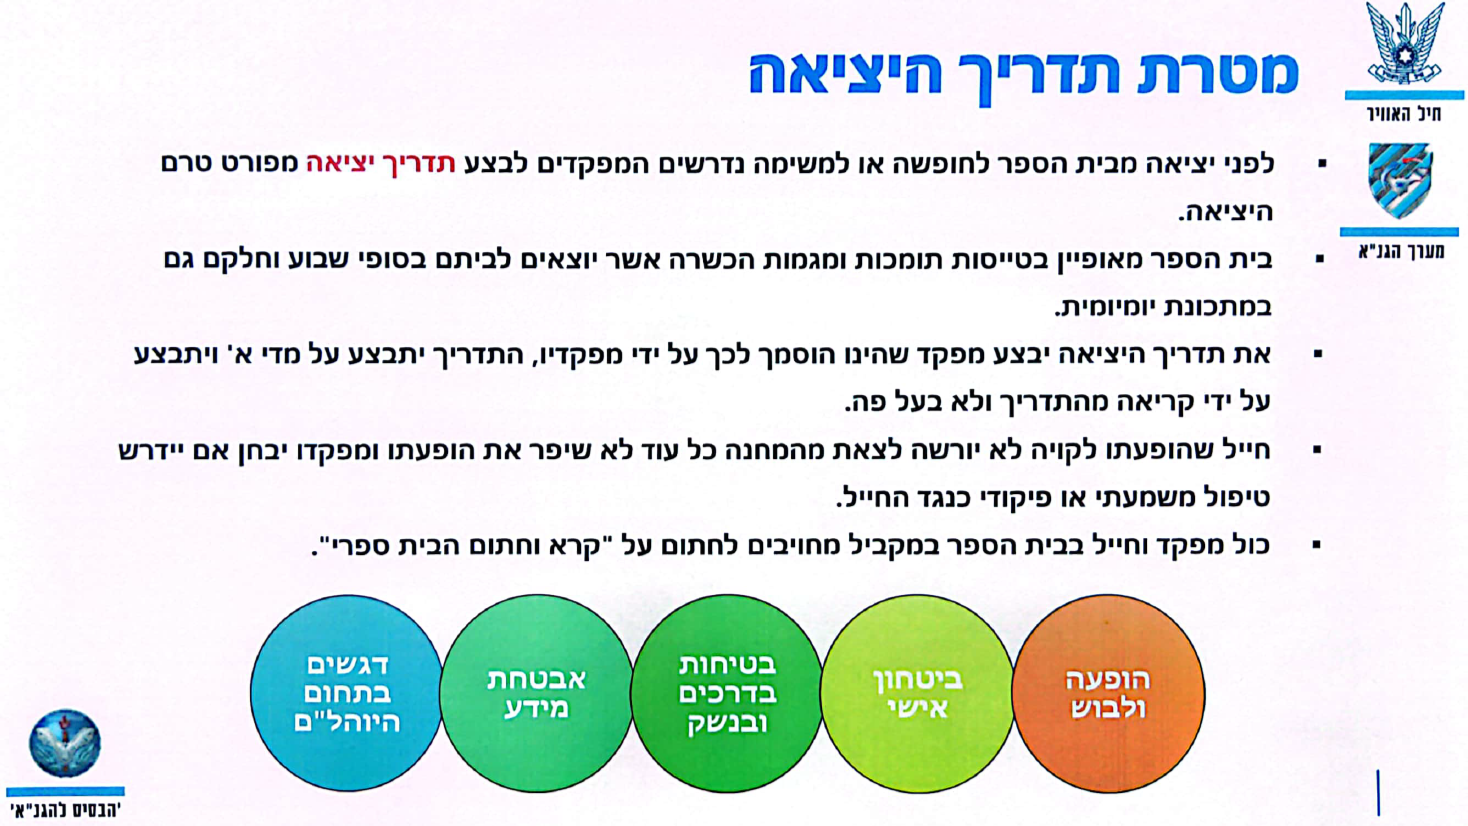 מטרת תדריך היציאה
חיל האוויר
מערך הגנ"א
▪ לפני יציאה מבית הספר לחופשה או למשימה נדרשים המפקדים לבצע תדריך יציאה מפורט טרם
היציאה.
▪ בית הספר מאופיין בטייסות תומכות ומגמות הכשרה אשר יוצאים לביתם בסופי שבוע וחלקם גם
במתכונת יומיומית.
▪ את תדריך היציאה יבצע מפקד שהינו הוסמך לכך על ידי מפקדיו, התדריך יתבצע על מדי א' ויתבצע
על ידי קריאה מהתדריך ולא בעל פה.
▪ חייל שהופעתו לקויה לא יורשה לצאת מהמחנה כל עוד לא שיפר את הופעתו ומפקדו יבחן אם יידרש
טיפול משמעתי או פיקודי כנגד החייל.
▪ כול מפקד וחייל בבית הספר במקביל מחויבים לחתום על "קרא וחתום הבית ספרי".
הופעה
ולבוש
ביטחון
אישי
בטיחות
בדרכים
ובנשק
אבטחת
מידע
דגשים
בתחום
היוהל"ם
'הבסיס להגנ"א'